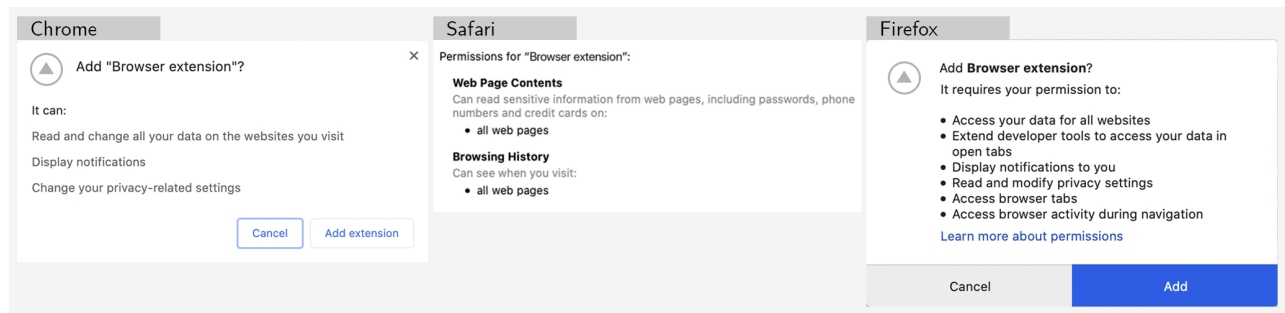 Chrome
Add "Browser extension"?
It can:
Read and change all your data on the websites you visit
Display notifications
Change your privacy-related settings
Cancel
Add extension
Safari
Permissions for "Browser extension":
Web Page Contents
Can read sensitive information from web pages, including passwords, phone
numbers and credit cards on:
• all web pages
Browsing History
Can see when you visit:
• all web pages
Firefox
Add Browser extension?
It requires your permission to:
• Access your data for all websites
• Extend developer tools to access your data in
open tabs
• Display notifications to you
• Read and modify privacy settings
• Access browser tabs
• Access browser activity during navigation
Learn more about permissions
Cancel
Add